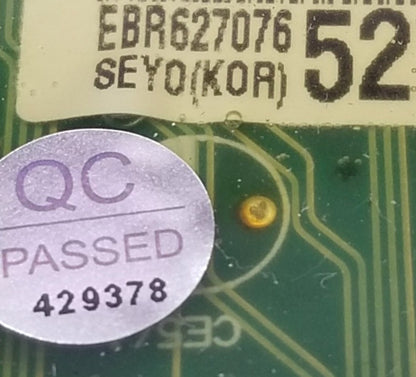 EBR627076 52
SEYO(KOR)
QC
PASSED
429378